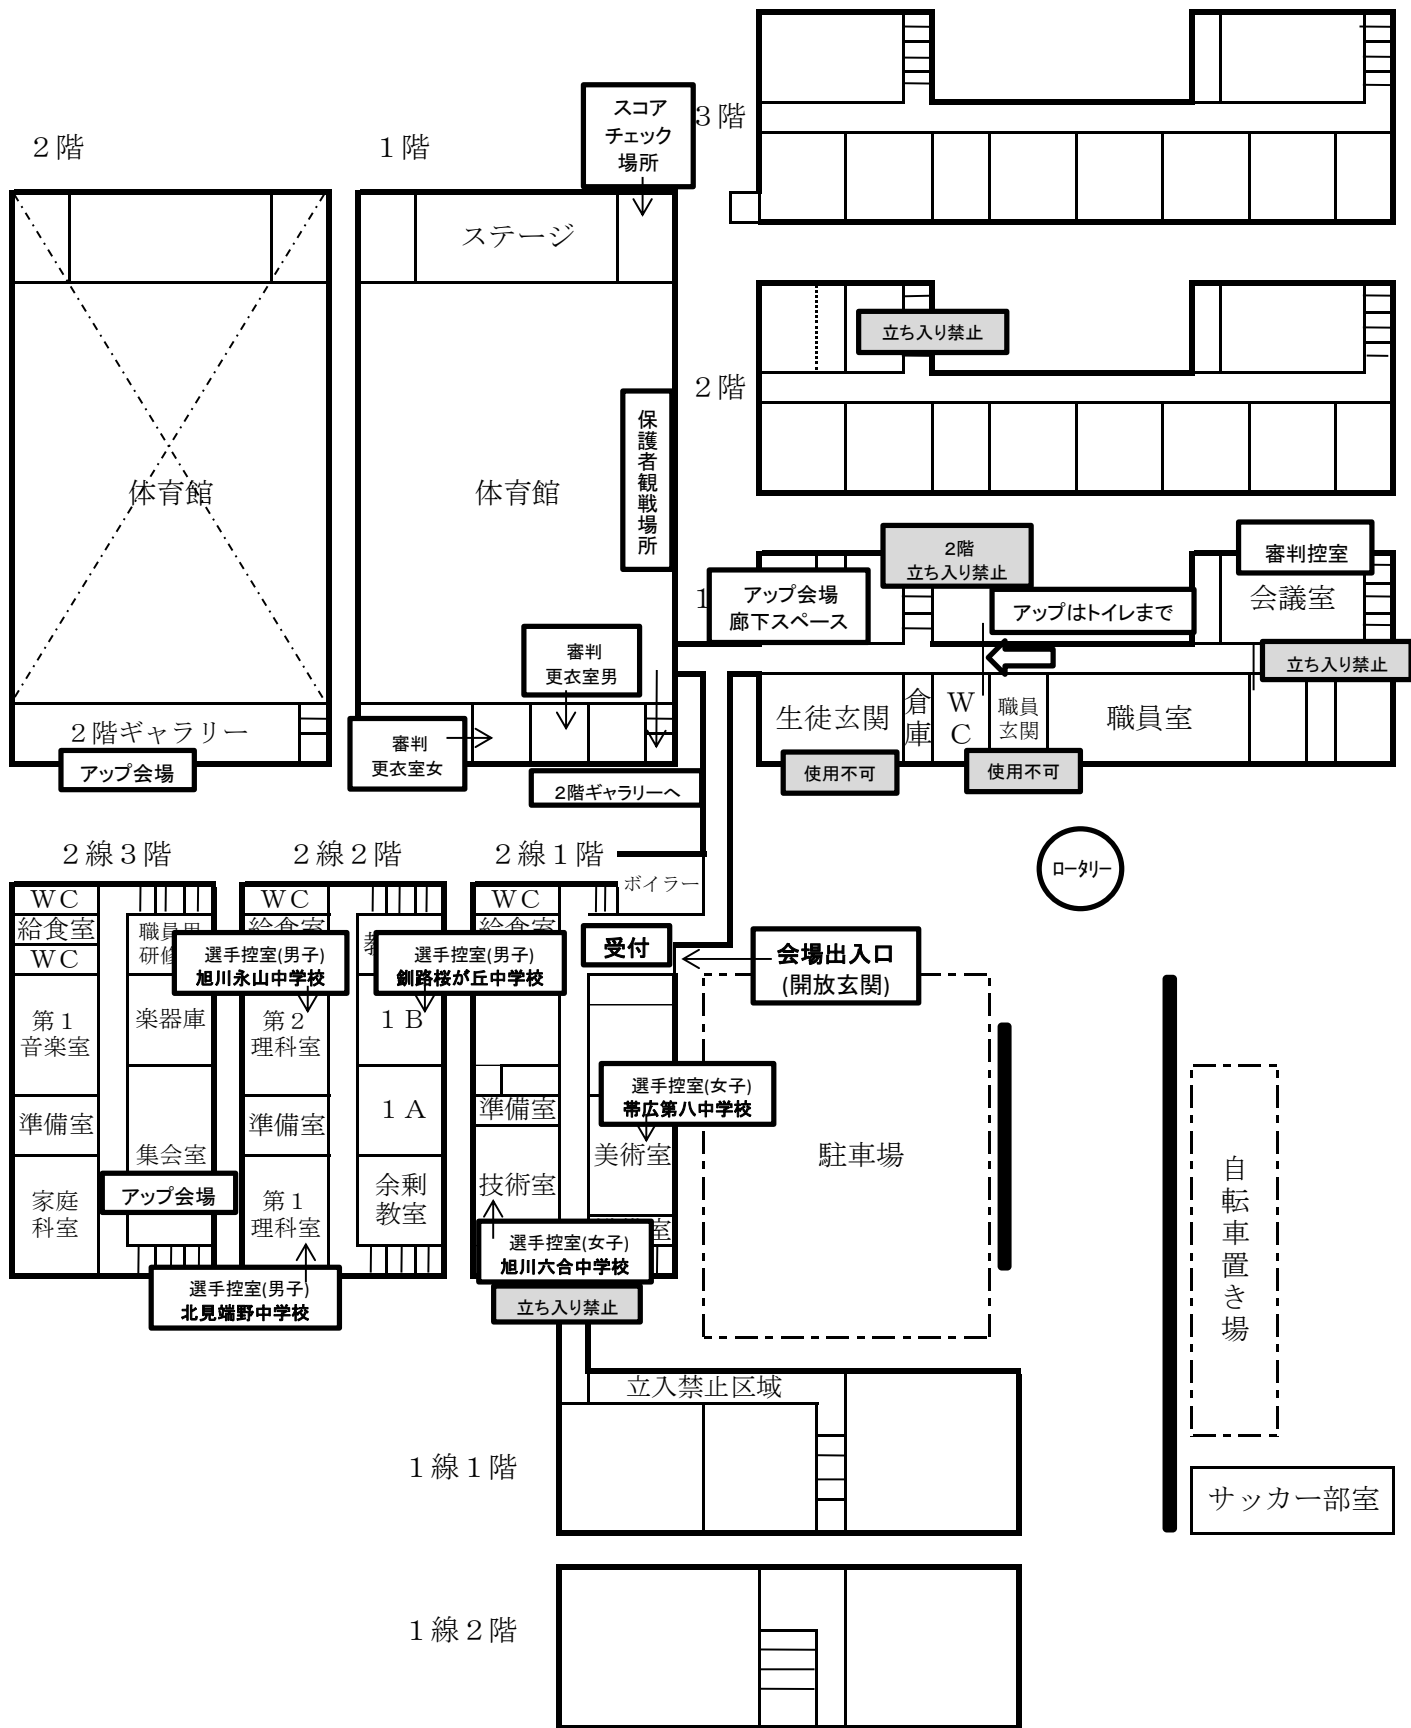 スコア
チェック
場所
3階
2階
1階
ステージ
体育館
体育館
保
護
者
観
戦
場
所
立ち入り禁止
2階
2階
立ち入り禁止
審判控室
会議室
1
アップ会場
廊下スペース
アップはトイレまで
立ち入り禁止
審判
更衣室男
審判
更衣室女
2階ギャラリー
アップ会場
2階ギャラリーへ
生徒玄関
倉
庫
W
C
職員
玄関
職員室
使用不可
使用不可
ロータリー
2線3階
2線2階
2線1階
ボイラー
WC
給食室
WC
職員用
研修
WC
給食室
WC
給食室
受付
会場出入口
(開放玄関)
選手控室(男子)
旭川永山中学校
選手控室(男子)
釧路桜が丘中学校
第1
音楽室
楽器庫
第2
理科室
1B
準備室
集会室
準備室
1A
準備室
選手控室(女子)
帯広第八中学校
美術室
駐車場
家庭
科室
アップ会場
第1
理科室
余剰
教室
技術室
室
選手控室(女子)
旭川六合中学校
選手控室(男子)
北見端野中学校
立ち入り禁止
自
転
車
置
き
場
立入禁止区域
1線1階
サッカー部室
1線2階